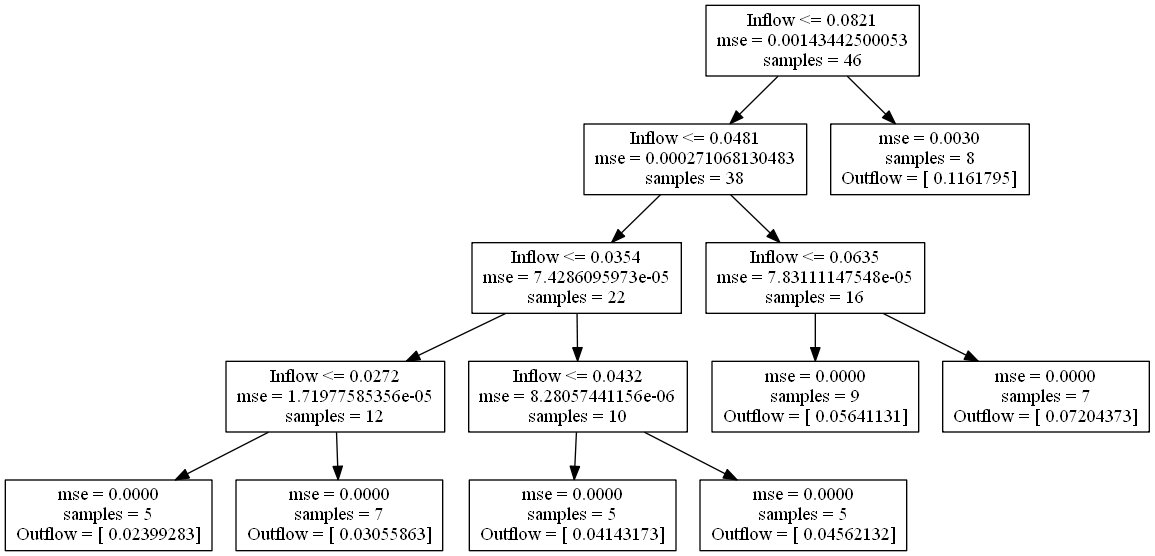 Inflow <= 0.0821
mse = 0.00143442500053
samples = 46
Inflow <= 0.0481
mse = 0.000271068130483
samples = 38
mse = 0.0030
samples = 8
Outflow = [ 0.1161795]
Inflow <= 0.0354
mse = 7.4286095973e-05
samples = 22
Inflow <= 0.0635
mse = 7.83111147548e-05
samples = 16
Inflow <= 0.0272
mse = 1.71977585356e-05
samples = 12
Inflow <= 0.0432
mse = 8.28057441156e-06
samples = 10
mse = 0.0000
samples = 9
Outflow = [ 0.05641131]
mse = 0.0000
samples = 7
Outflow = [ 0.07204373]
mse = 0.0000
samples = 5
Outflow = [ 0.02399283]
mse = 0.0000
samples = 7
Outflow = [ 0.03055863]
mse = 0.0000
samples = 5
Outflow = [ 0.04143173]
mse = 0.0000
samples = 5
Outflow = [ 0.04562132]